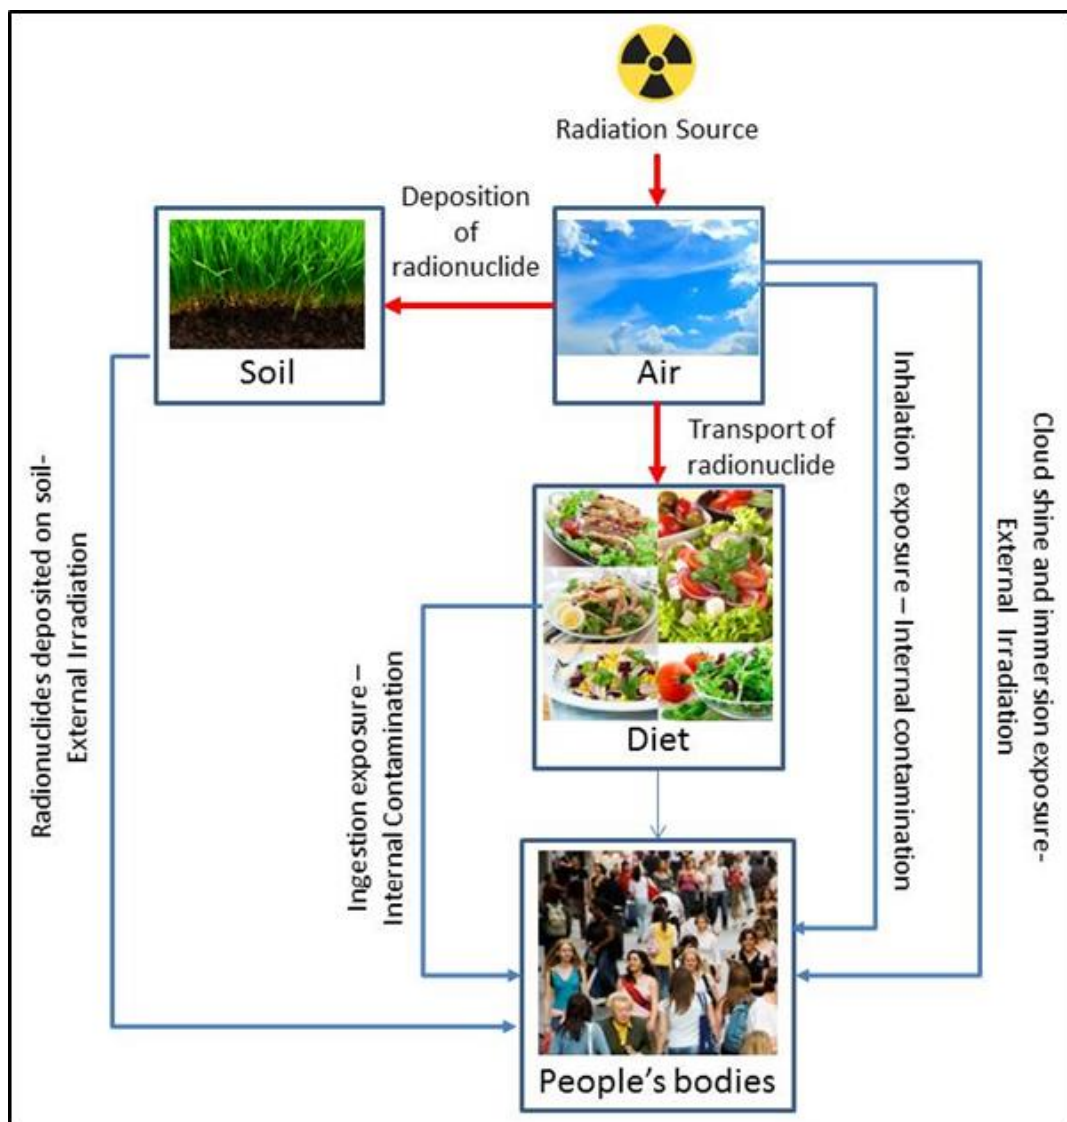 Radiation Source
Deposition
of
radionuclide
Soil
Air
Transport of
radionuclide
Diet
Radionuclides deposited on soil-
External Irradiation
Ingestion exposure –
Internal Contamination
Inhalation exposure – Internal contamination
Cloud shine and immersion exposure-
External Irradiation
People's bodies